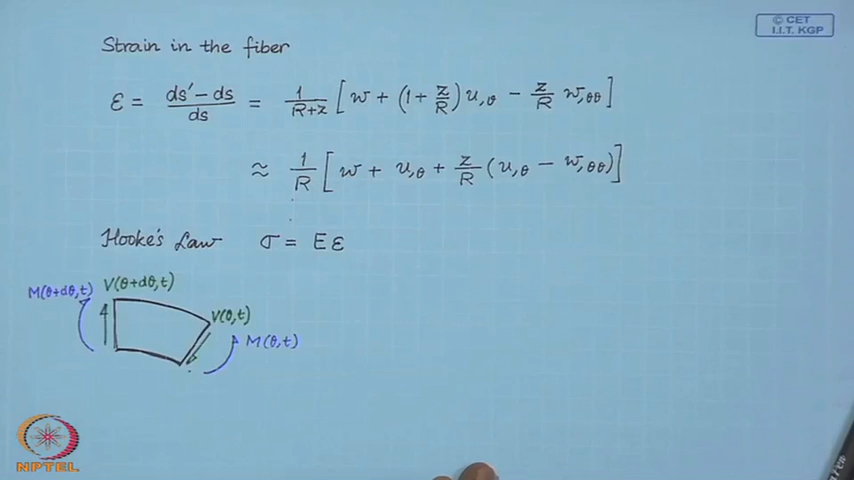 © CET
I.I.T. KGP
Strain in the fiber
ε = (ds' − ds)/ds = 1/(R+z) [w + (1 + z/R) u,θ − z/R w,θθ]
≈ 1/R [w + u,θ + z/R (u,θ − w,θθ)]
Hooke's Law σ = E ε
M(θ+dθ,t) V(θ+dθ,t)
V(θ,t)
M(θ,t)
NPTEL